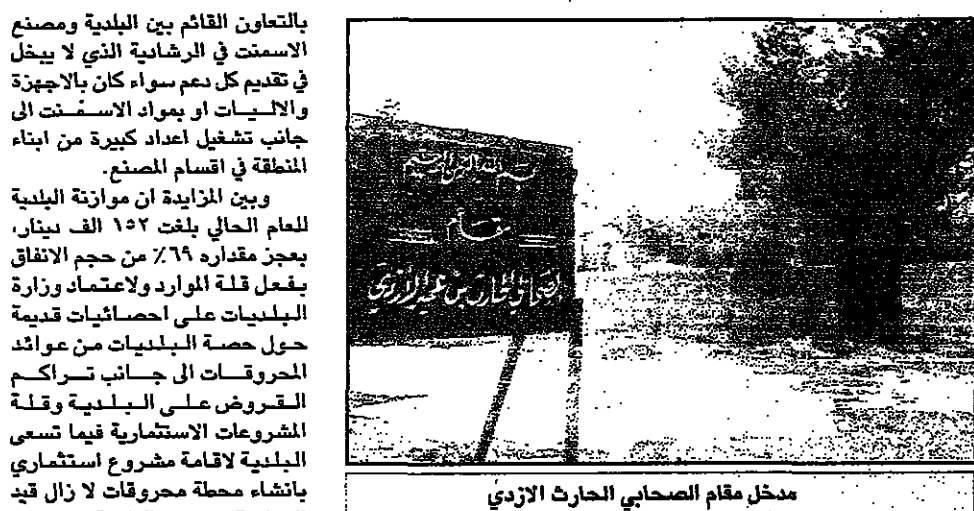 بالتعاون القائم بين البلدية ومصنع
الاسمنت في الرشادية الذي لا يبخل
في تقديم كل دعم سواء كان بالاجهزة
والاليات او بمواد الاسمنت الى
جانب تشغيل اعداد كبيرة من ابناء
المنطقة في اقسام المصنع.
وبين المزايدة ان موازنة البلدية
للعام الحالي بلغت ١٥٢ الف دينار،
بعجز مقداره ٦٩٪ من حجم الانفاق
بفعل قلة الموارد ولاعتماد وزارة
البلديات على احصائيات قديمة
حول حصة البلديات من عوائد
المحروقات الى جانب تراكم
القروض على البلدية وقلة
المشروعات الاستثمارية فيما تسعى
البلدية لاقامة مشروع استثماري
بانشاء محطة محروقات لا زال قيد
بسم الله الرحمن الرحيم
مقام
الصحابي الحارث بن عمير الازدي
مدخل مقام الصحابي الحارث الازدي